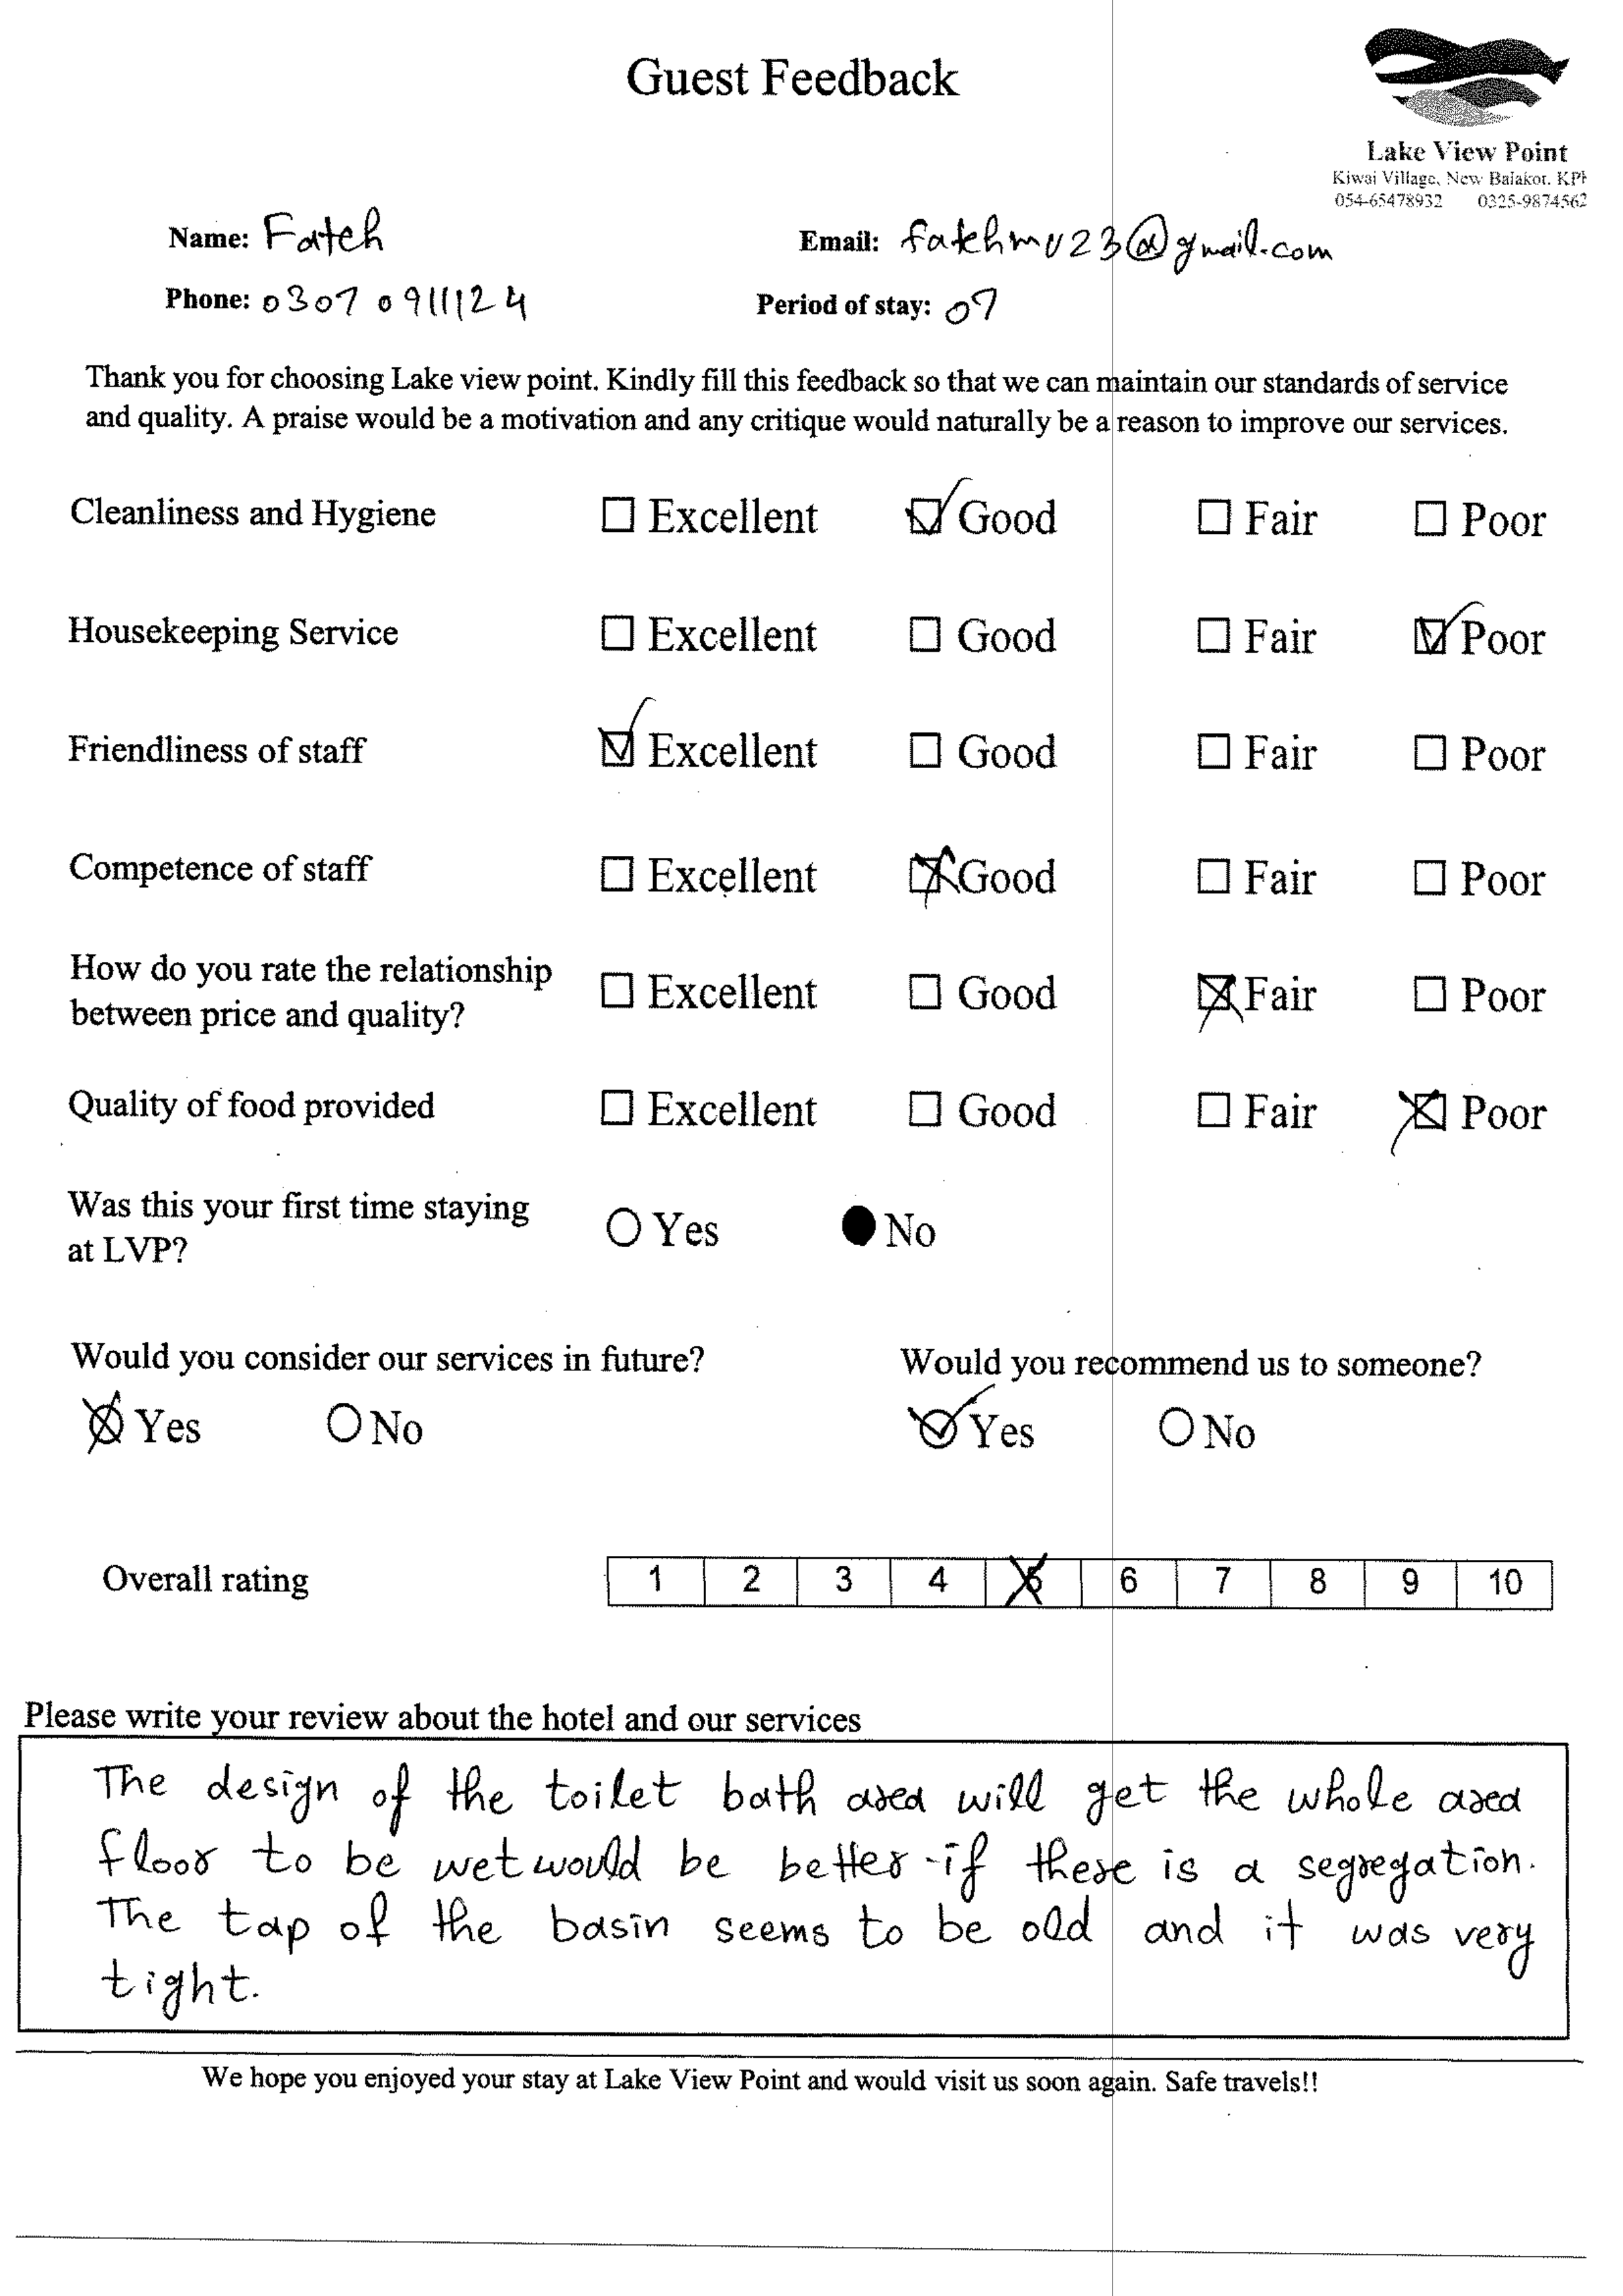 Guest Feedback
Lake View Point
Kiwai Village, New Balakot. KPK
054-65478932 0325-9874562
Name: Fateh Email: fatehmu23@gmail.com
Phone: 0307 0911124 Period of stay: 07
Thank you for choosing Lake view point. Kindly fill this feedback so that we can maintain our standards of service
and quality. A praise would be a motivation and any critique would naturally be a reason to improve our services.
Cleanliness and Hygiene ☐ Excellent ☑ Good ☐ Fair ☐ Poor
Housekeeping Service ☐ Excellent ☐ Good ☐ Fair ☑ Poor
Friendliness of staff ☑ Excellent ☐ Good ☐ Fair ☐ Poor
Competence of staff ☐ Excellent ☒ Good ☐ Fair ☐ Poor
How do you rate the relationship
between price and quality? ☐ Excellent ☐ Good ☒ Fair ☐ Poor
Quality of food provided ☐ Excellent ☐ Good ☐ Fair ☒ Poor
Was this your first time staying
at LVP? ○ Yes ● No
Would you consider our services in future? Would you recommend us to someone?
☒ Yes ○ No ☑ Yes ○ No
Overall rating 1 2 3 4 5 6 7 8 9 10
Please write your review about the hotel and our services
The design of the toilet bath area will get the whole area
floor to be wet would be better if there is a segregation.
The tap of the basin seems to be old and it was very
tight.
We hope you enjoyed your stay at Lake View Point and would visit us soon again. Safe travels!!